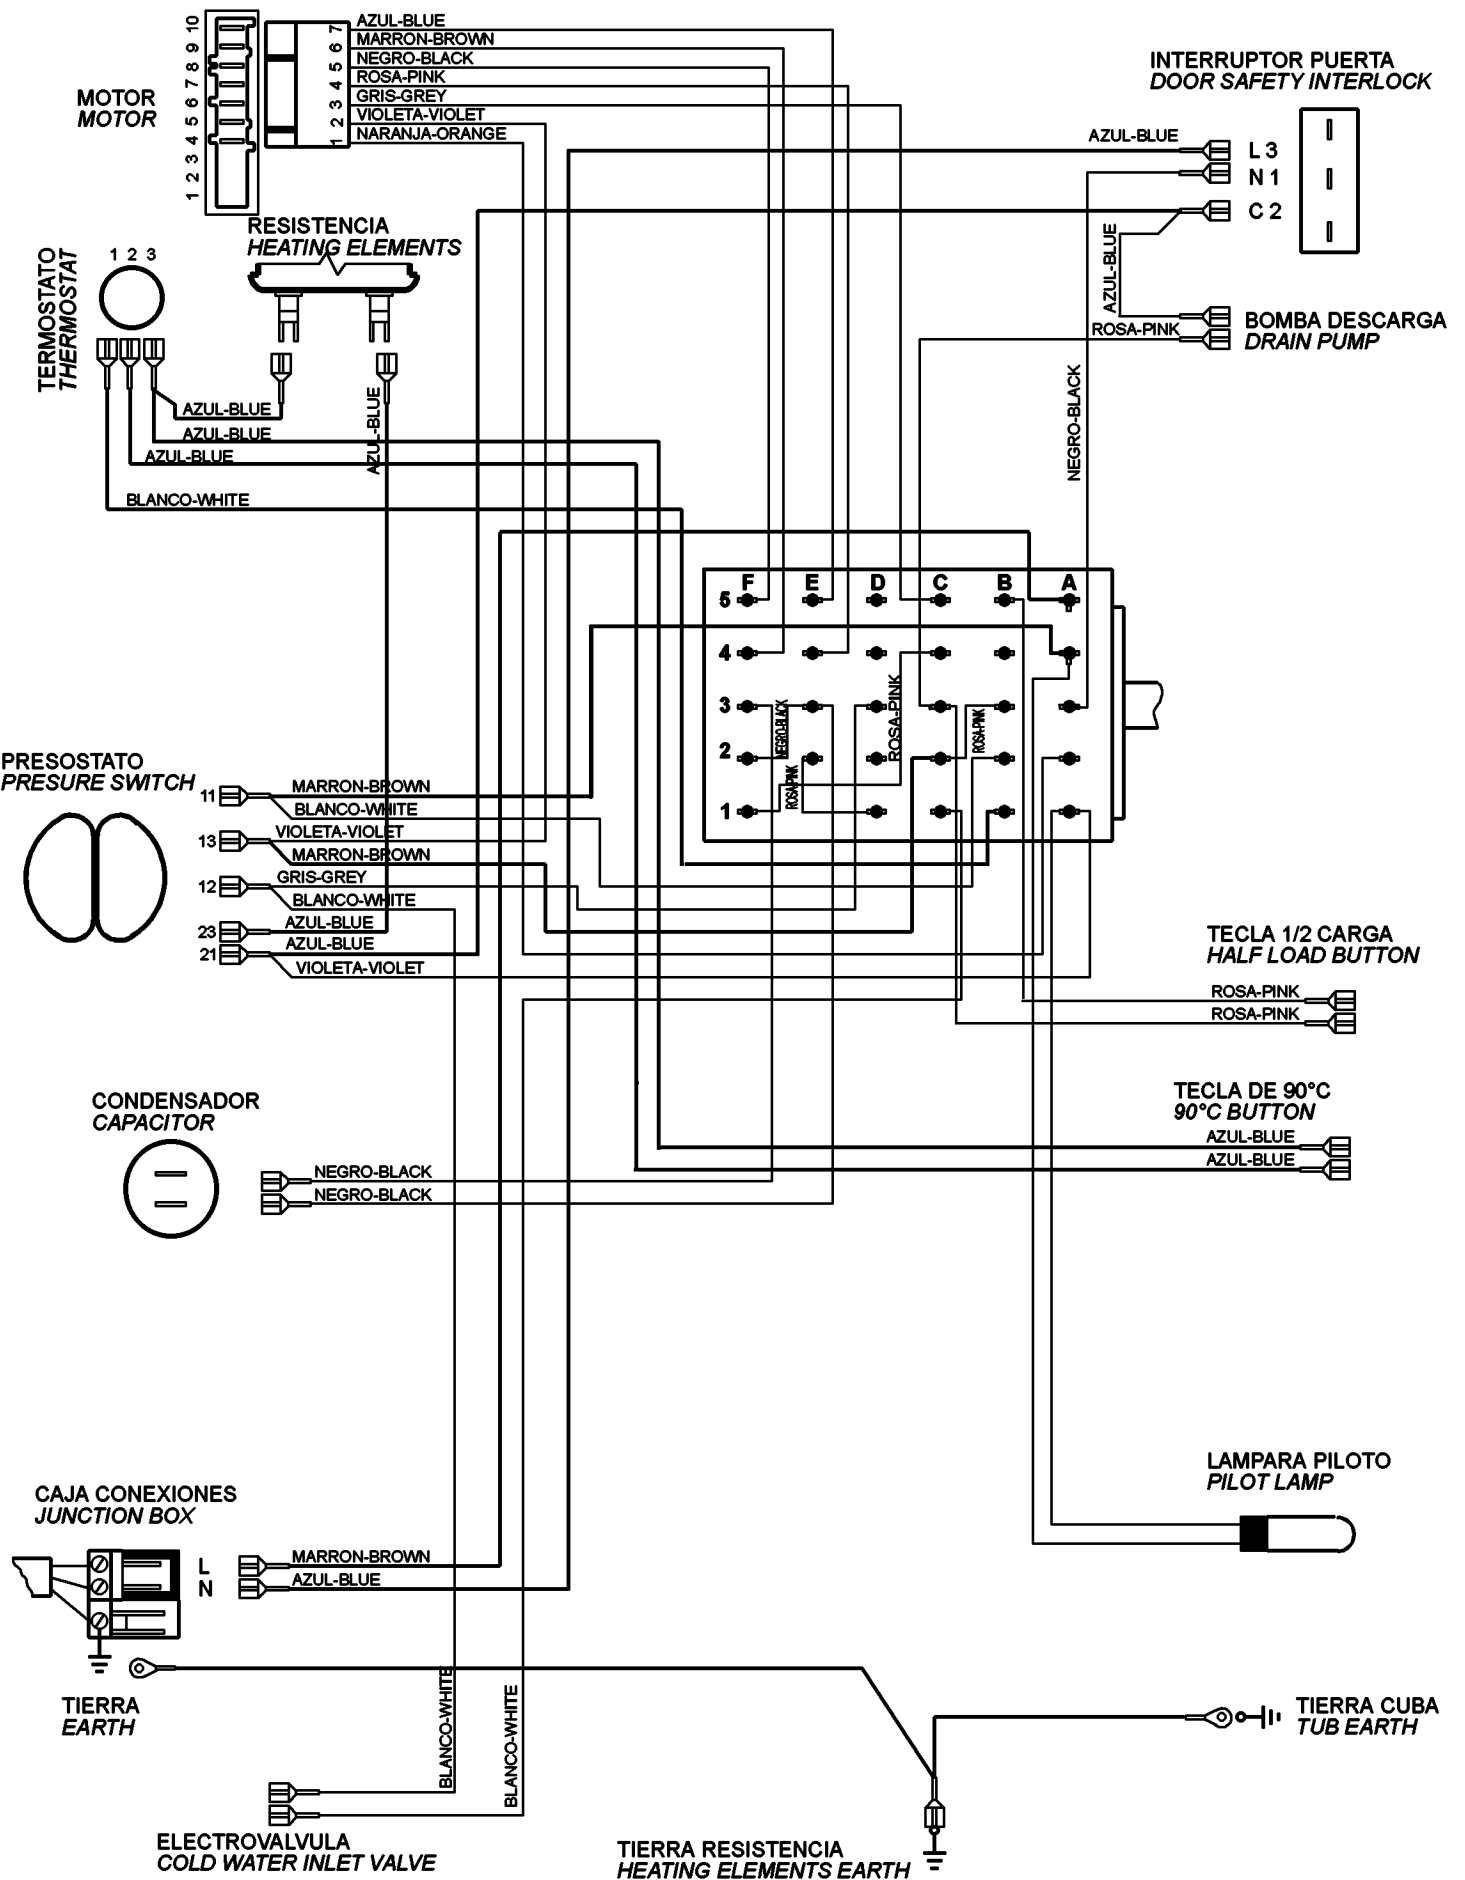 MOTOR
MOTOR
10
9
8
7
6
5
4
3
2
1
7
6
5
4
3
2
1
AZUL-BLUE
MARRON-BROWN
NEGRO-BLACK
ROSA-PINK
GRIS-GREY
VIOLETA-VIOLET
NARANJA-ORANGE
INTERRUPTOR PUERTA
DOOR SAFETY INTERLOCK
AZUL-BLUE
L 3
N 1
C 2
AZUL-BLUE
ROSA-PINK
BOMBA DESCARGA
DRAIN PUMP
NEGRO-BLACK
RESISTENCIA
HEATING ELEMENTS
TERMOSTATO
THERMOSTAT
1 2 3
AZUL-BLUE
AZUL-BLUE
AZUL-BLUE
AZUL-BLUE
BLANCO-WHITE
F E D C B A
5
4
3
2
1
NEGRO-BLACK
ROSA-PINK
ROSA-PINK
ROSA-PINK
PRESOSTATO
PRESURE SWITCH
11
MARRON-BROWN
BLANCO-WHITE
13
VIOLETA-VIOLET
MARRON-BROWN
12
GRIS-GREY
BLANCO-WHITE
23
AZUL-BLUE
21
AZUL-BLUE
VIOLETA-VIOLET
TECLA 1/2 CARGA
HALF LOAD BUTTON
ROSA-PINK
ROSA-PINK
TECLA DE 90°C
90°C BUTTON
AZUL-BLUE
AZUL-BLUE
CONDENSADOR
CAPACITOR
NEGRO-BLACK
NEGRO-BLACK
LAMPARA PILOTO
PILOT LAMP
CAJA CONEXIONES
JUNCTION BOX
L
N
MARRON-BROWN
AZUL-BLUE
TIERRA
EARTH
BLANCO-WHITE
BLANCO-WHITE
TIERRA CUBA
TUB EARTH
ELECTROVALVULA
COLD WATER INLET VALVE
TIERRA RESISTENCIA
HEATING ELEMENTS EARTH